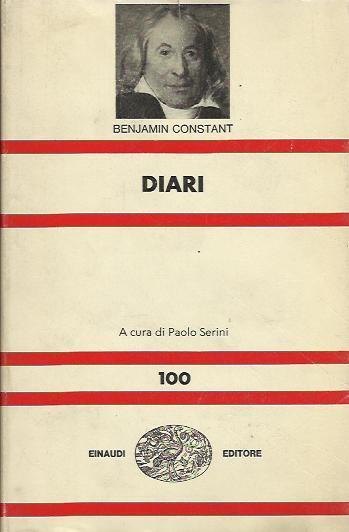 BENJAMIN CONSTANT
DIARI
A cura di Paolo Serini
100
EINAUDI EDITORE